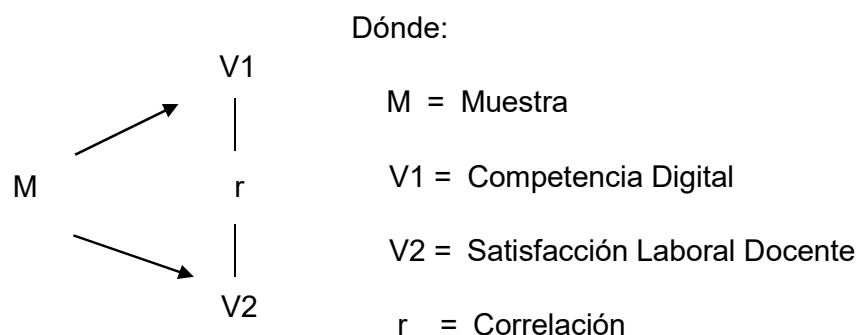 Dónde:
V1
M = Muestra
M
r
V1 = Competencia Digital
V2 = Satisfacción Laboral Docente
V2
r = Correlación